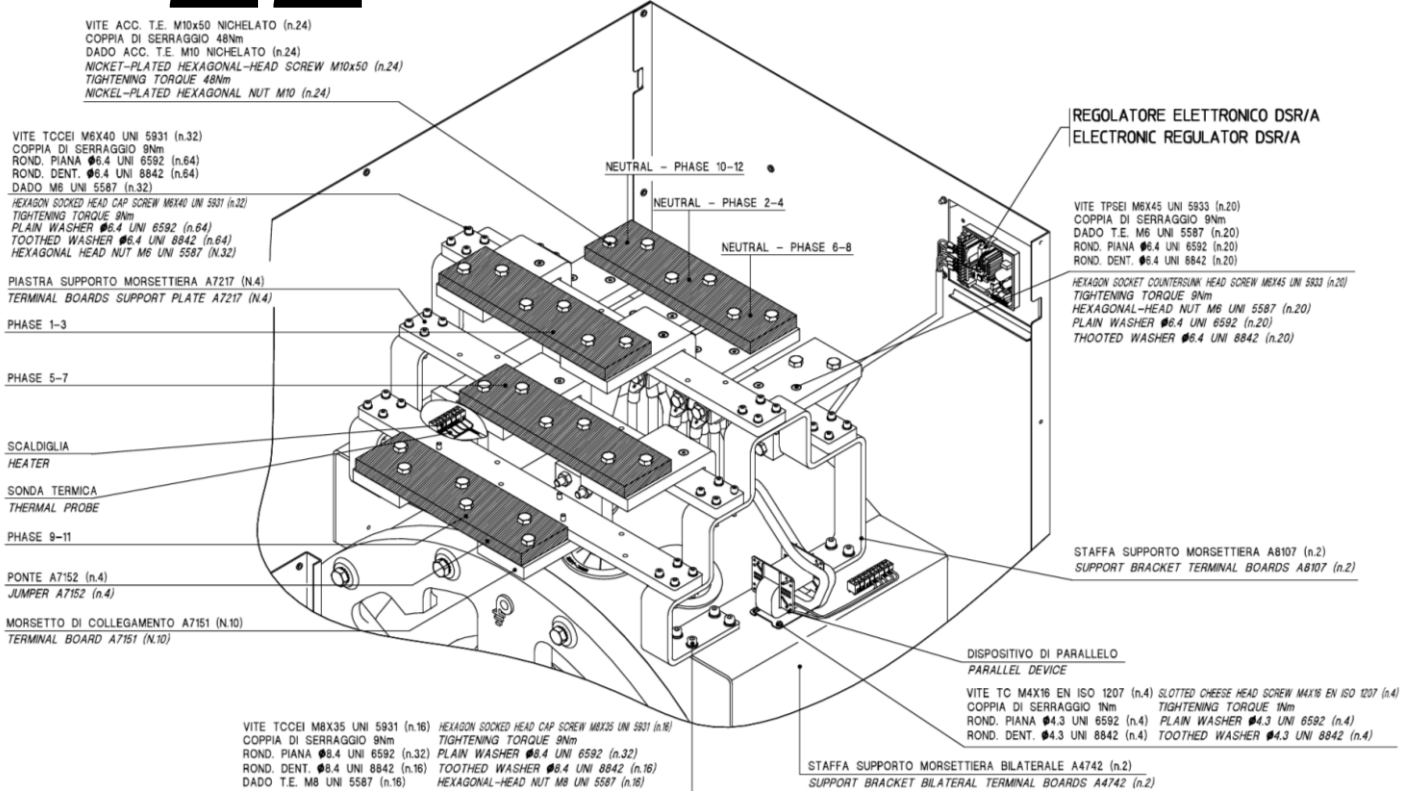 VITE ACC. T.E. M10x50 NICHELATO (n.24)
COPPIA DI SERRAGGIO 48Nm
DADO ACC. T.E. M10 NICHELATO (n.24)
NICKET-PLATED HEXAGONAL-HEAD SCREW M10x50 (n.24)
TIGHTENING TORQUE 48Nm
NICKEL-PLATED HEXAGONAL NUT M10 (n.24)
VITE TCCEI M6X40 UNI 5931 (n.32)
COPPIA DI SERRAGGIO 9Nm
ROND. PIANA Ø6.4 UNI 6592 (n.64)
ROND. DENT. Ø6.4 UNI 8842 (n.64)
DADO M6 UNI 5587 (n.32)
HEXAGON SOCKED HEAD CAP SCREW M6X40 UNI 5931 (n.32)
TIGHTENING TORQUE 9Nm
PLAIN WASHER Ø6.4 UNI 6592 (n.64)
TOOTHED WASHER Ø6.4 UNI 8842 (n.64)
HEXAGONAL HEAD NUT M6 UNI 5587 (N.32)
PIASTRA SUPPORTO MORSETTIERA A7217 (N.4)
TERMINAL BOARDS SUPPORT PLATE A7217 (N.4)
PHASE 1-3
PHASE 5-7
SCALDIGLIA
HEATER
SONDA TERMICA
THERMAL PROBE
PHASE 9-11
PONTE A7152 (n.4)
JUMPER A7152 (n.4)
MORSETTO DI COLLEGAMENTO A7151 (N.10)
TERMINAL BOARD A7151 (N.10)
NEUTRAL - PHASE 10-12
NEUTRAL - PHASE 2-4
NEUTRAL - PHASE 6-8
REGOLATORE ELETTRONICO DSR/A
ELECTRONIC REGULATOR DSR/A
VITE TPSEI M6X45 UNI 5933 (n.20)
COPPIA DI SERRAGGIO 9Nm
DADO T.E. M6 UNI 5587 (n.20)
ROND. PIANA Ø6.4 UNI 6592 (n.20)
ROND. DENT. Ø6.4 UNI 8842 (n.20)
HEXAGON SOCKET COUNTERSUNK HEAD SCREW M6X45 UNI 5933 (n.20)
TIGHTENING TORQUE 9Nm
HEXAGONAL-HEAD NUT M6 UNI 5587 (n.20)
PLAIN WASHER Ø6.4 UNI 6592 (n.20)
THOOTED WASHER Ø6.4 UNI 8842 (n.20)
STAFFA SUPPORTO MORSETTIERA A8107 (n.2)
SUPPORT BRACKET TERMINAL BOARDS A8107 (n.2)
DISPOSITIVO DI PARALLELO
PARALLEL DEVICE
VITE TC M4X16 EN ISO 1207 (n.4) SLOTTED CHEESE HEAD SCREW M4X16 EN ISO 1207 (n.4)
COPPIA DI SERRAGGIO 1Nm TIGHTENING TORQUE 1Nm
ROND. PIANA Ø4.3 UNI 6592 (n.4) PLAIN WASHER Ø4.3 UNI 6592 (n.4)
ROND. DENT. Ø4.3 UNI 8842 (n.4) TOOTHED WASHER Ø4.3 UNI 8842 (n.4)
STAFFA SUPPORTO MORSETTIERA BILATERALE A4742 (n.2)
SUPPORT BRACKET BILATERAL TERMINAL BOARDS A4742 (n.2)
VITE TCCEI M8X35 UNI 5931 (n.16) HEXAGON SOCKED HEAD CAP SCREW M8X35 UNI 5931 (n.16)
COPPIA DI SERRAGGIO 9Nm TIGHTENING TORQUE 9Nm
ROND. PIANA Ø8.4 UNI 6592 (n.32) PLAIN WASHER Ø8.4 UNI 6592 (n.32)
ROND. DENT. Ø8.4 UNI 8842 (n.16) TOOTHED WASHER Ø8.4 UNI 8842 (n.16)
DADO T.E. M8 UNI 5587 (n.16) HEXAGONAL-HEAD NUT M8 UNI 5587 (n.16)